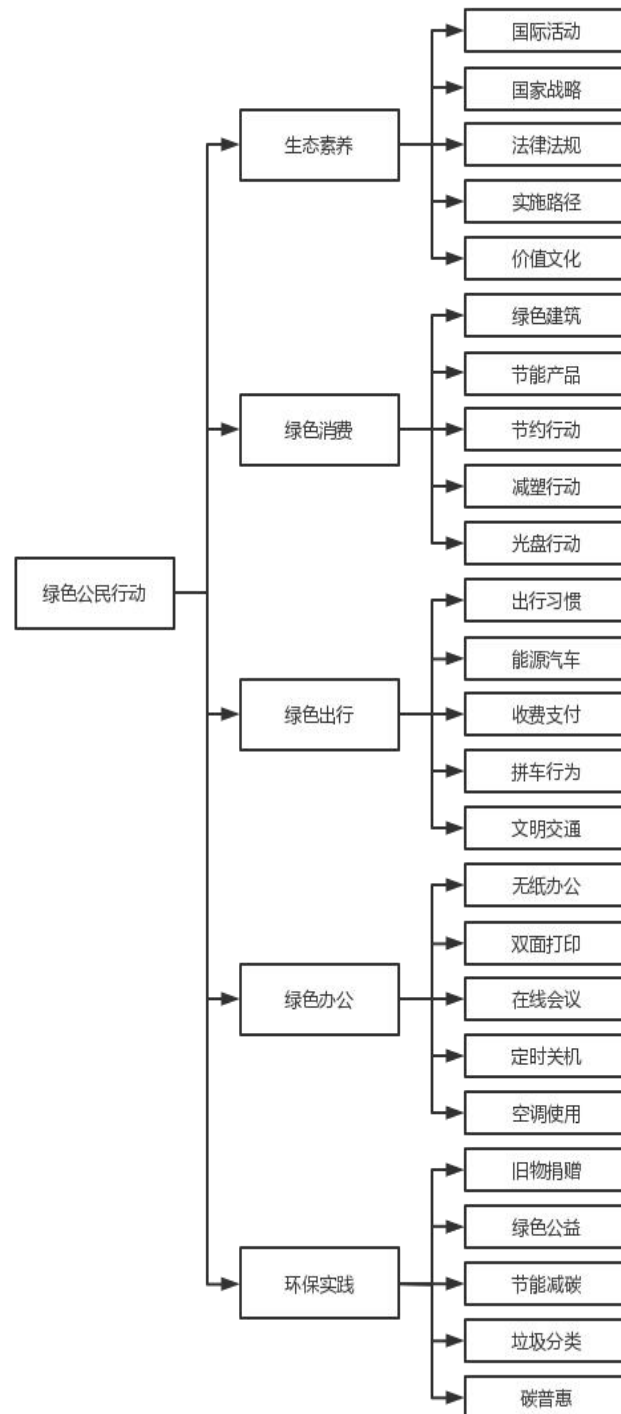 绿色公民行动
生态素养
国际活动
国家战略
法律法规
实施路径
价值文化
绿色消费
绿色建筑
节能产品
节约行动
减塑行动
光盘行动
绿色出行
出行习惯
能源汽车
收费支付
拼车行为
文明交通
绿色办公
无纸办公
双面打印
在线会议
定时关机
空调使用
环保实践
旧物捐赠
绿色公益
节能减碳
垃圾分类
碳普惠